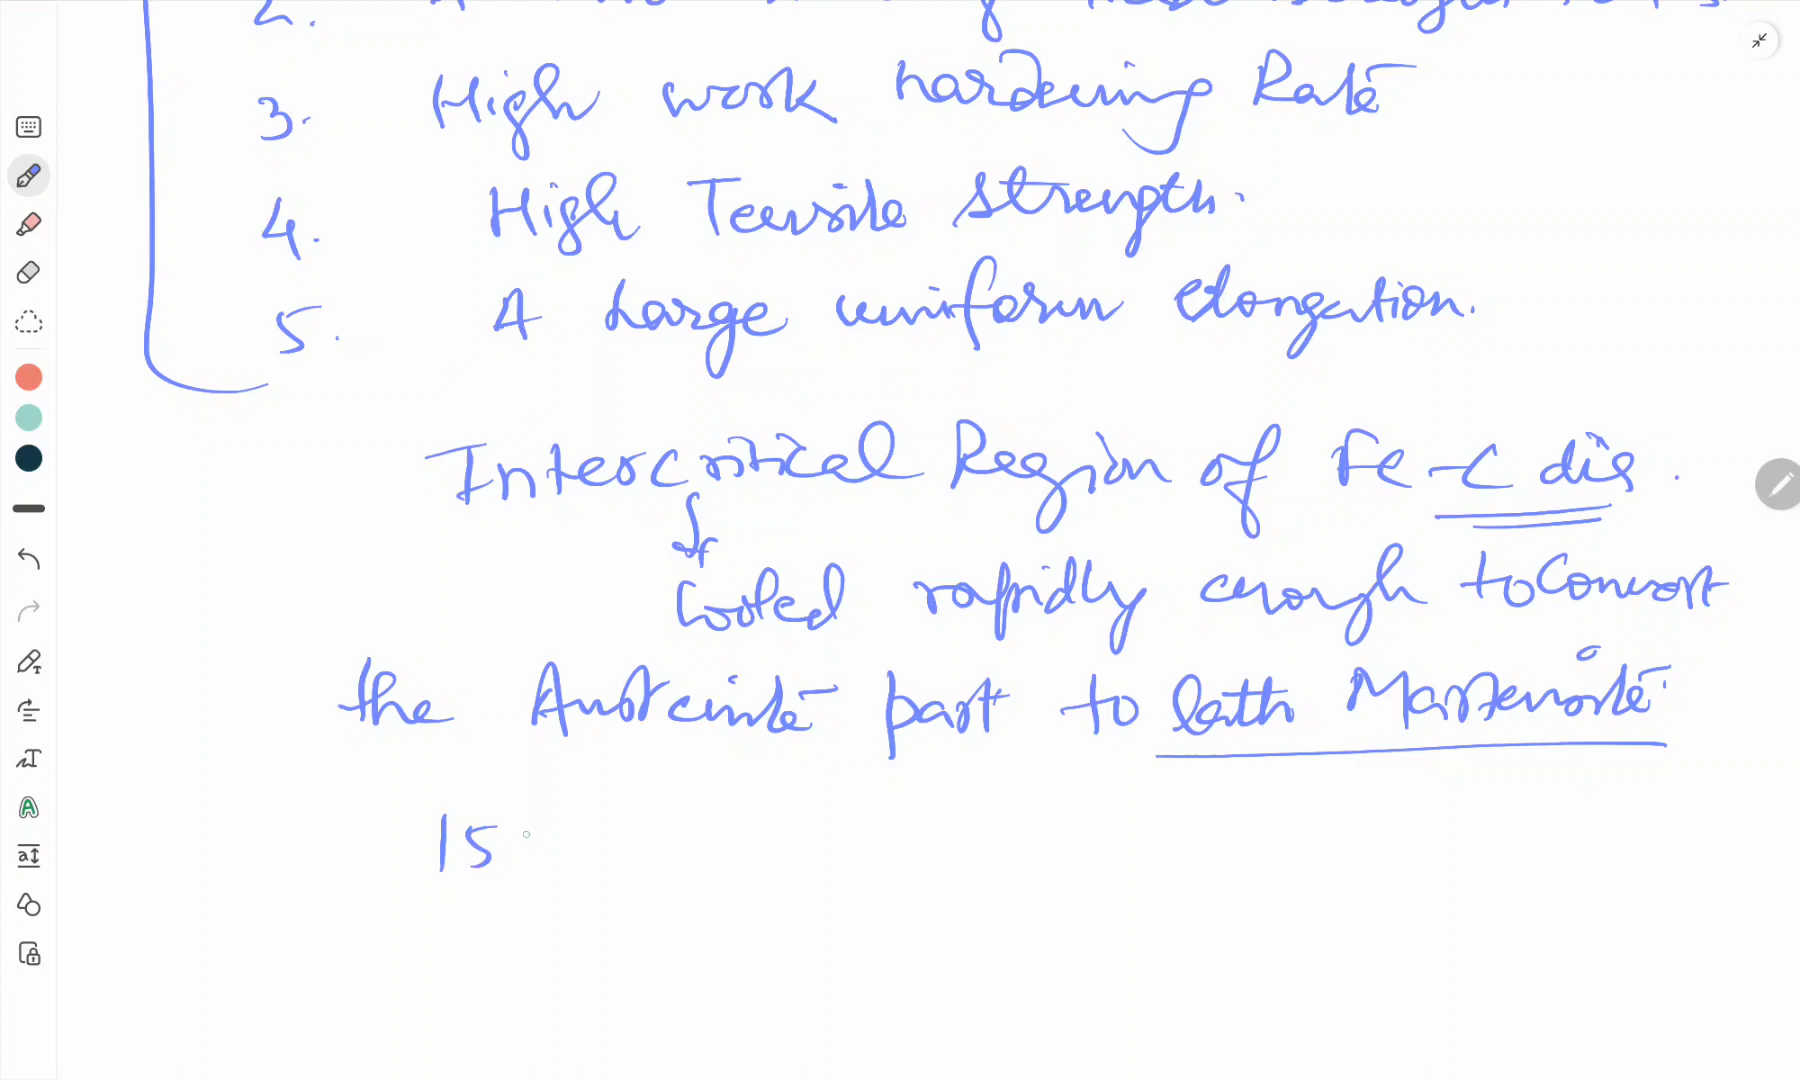 2.
3. High work hardening Rate
4. High Tensile strength.
5. A Large uniform elongation.
Intercritical Region of Fe-C dia.
Cooled rapidly enough to Convert
the Austenite part to lath Martensite.
15